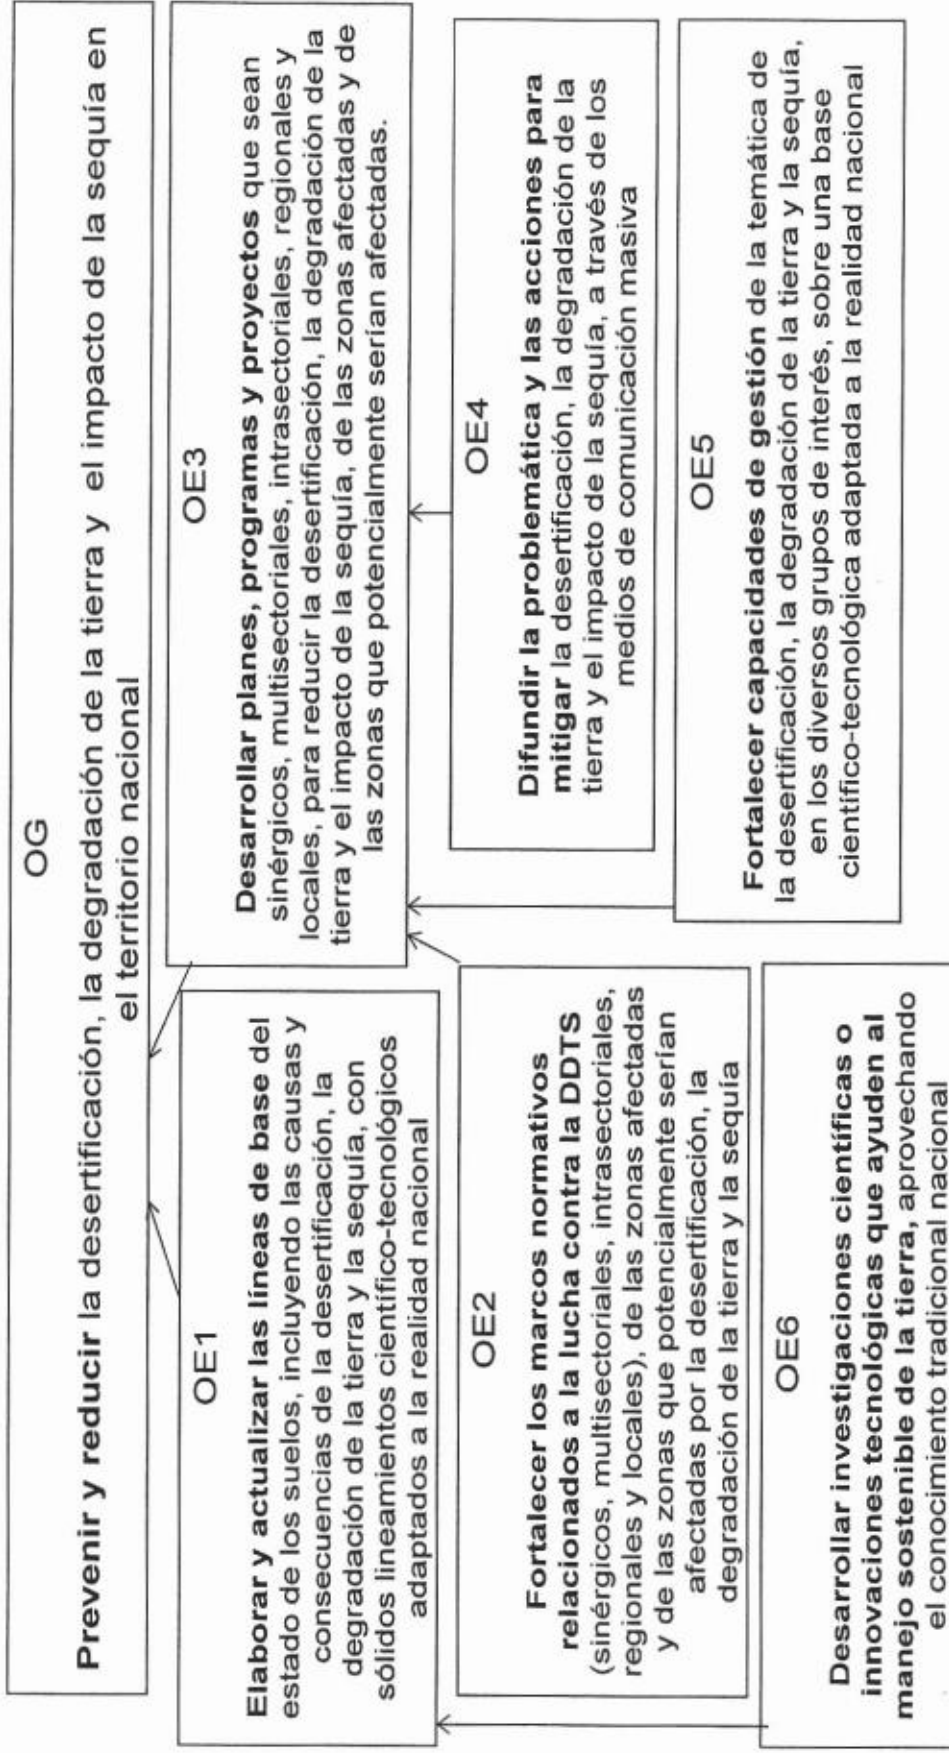 OG
Prevenir y reducir la desertificación, la degradación de la tierra y el impacto de la sequía en
el territorio nacional
OE1
Elaborar y actualizar las líneas de base del
estado de los suelos, incluyendo las causas y
consecuencias de la desertificación, la
degradación de la tierra y la sequía, con
sólidos lineamientos científico-tecnológicos
adaptados a la realidad nacional
OE3
Desarrollar planes, programas y proyectos que sean
sinérgicos, multisectoriales, intrasectoriales, regionales y
locales, para reducir la desertificación, la degradación de la
tierra y el impacto de la sequía, de las zonas afectadas y de
las zonas que potencialmente serían afectadas.
OE2
Fortalecer los marcos normativos
relacionados a la lucha contra la DDTS
(sinérgicos, multisectoriales, intrasectoriales,
regionales y locales), de las zonas afectadas
y de las zonas que potencialmente serían
afectadas por la desertificación, la
degradación de la tierra y la sequía
OE4
Difundir la problemática y las acciones para
mitigar la desertificación, la degradación de la
tierra y el impacto de la sequía, a través de los
medios de comunicación masiva
OE6
Desarrollar investigaciones científicas o
innovaciones tecnológicas que ayuden al
manejo sostenible de la tierra, aprovechando
el conocimiento tradicional nacional
OE5
Fortalecer capacidades de gestión de la temática de
la desertificación, la degradación de la tierra y la sequía,
en los diversos grupos de interés, sobre una base
científico-tecnológica adaptada a la realidad nacional